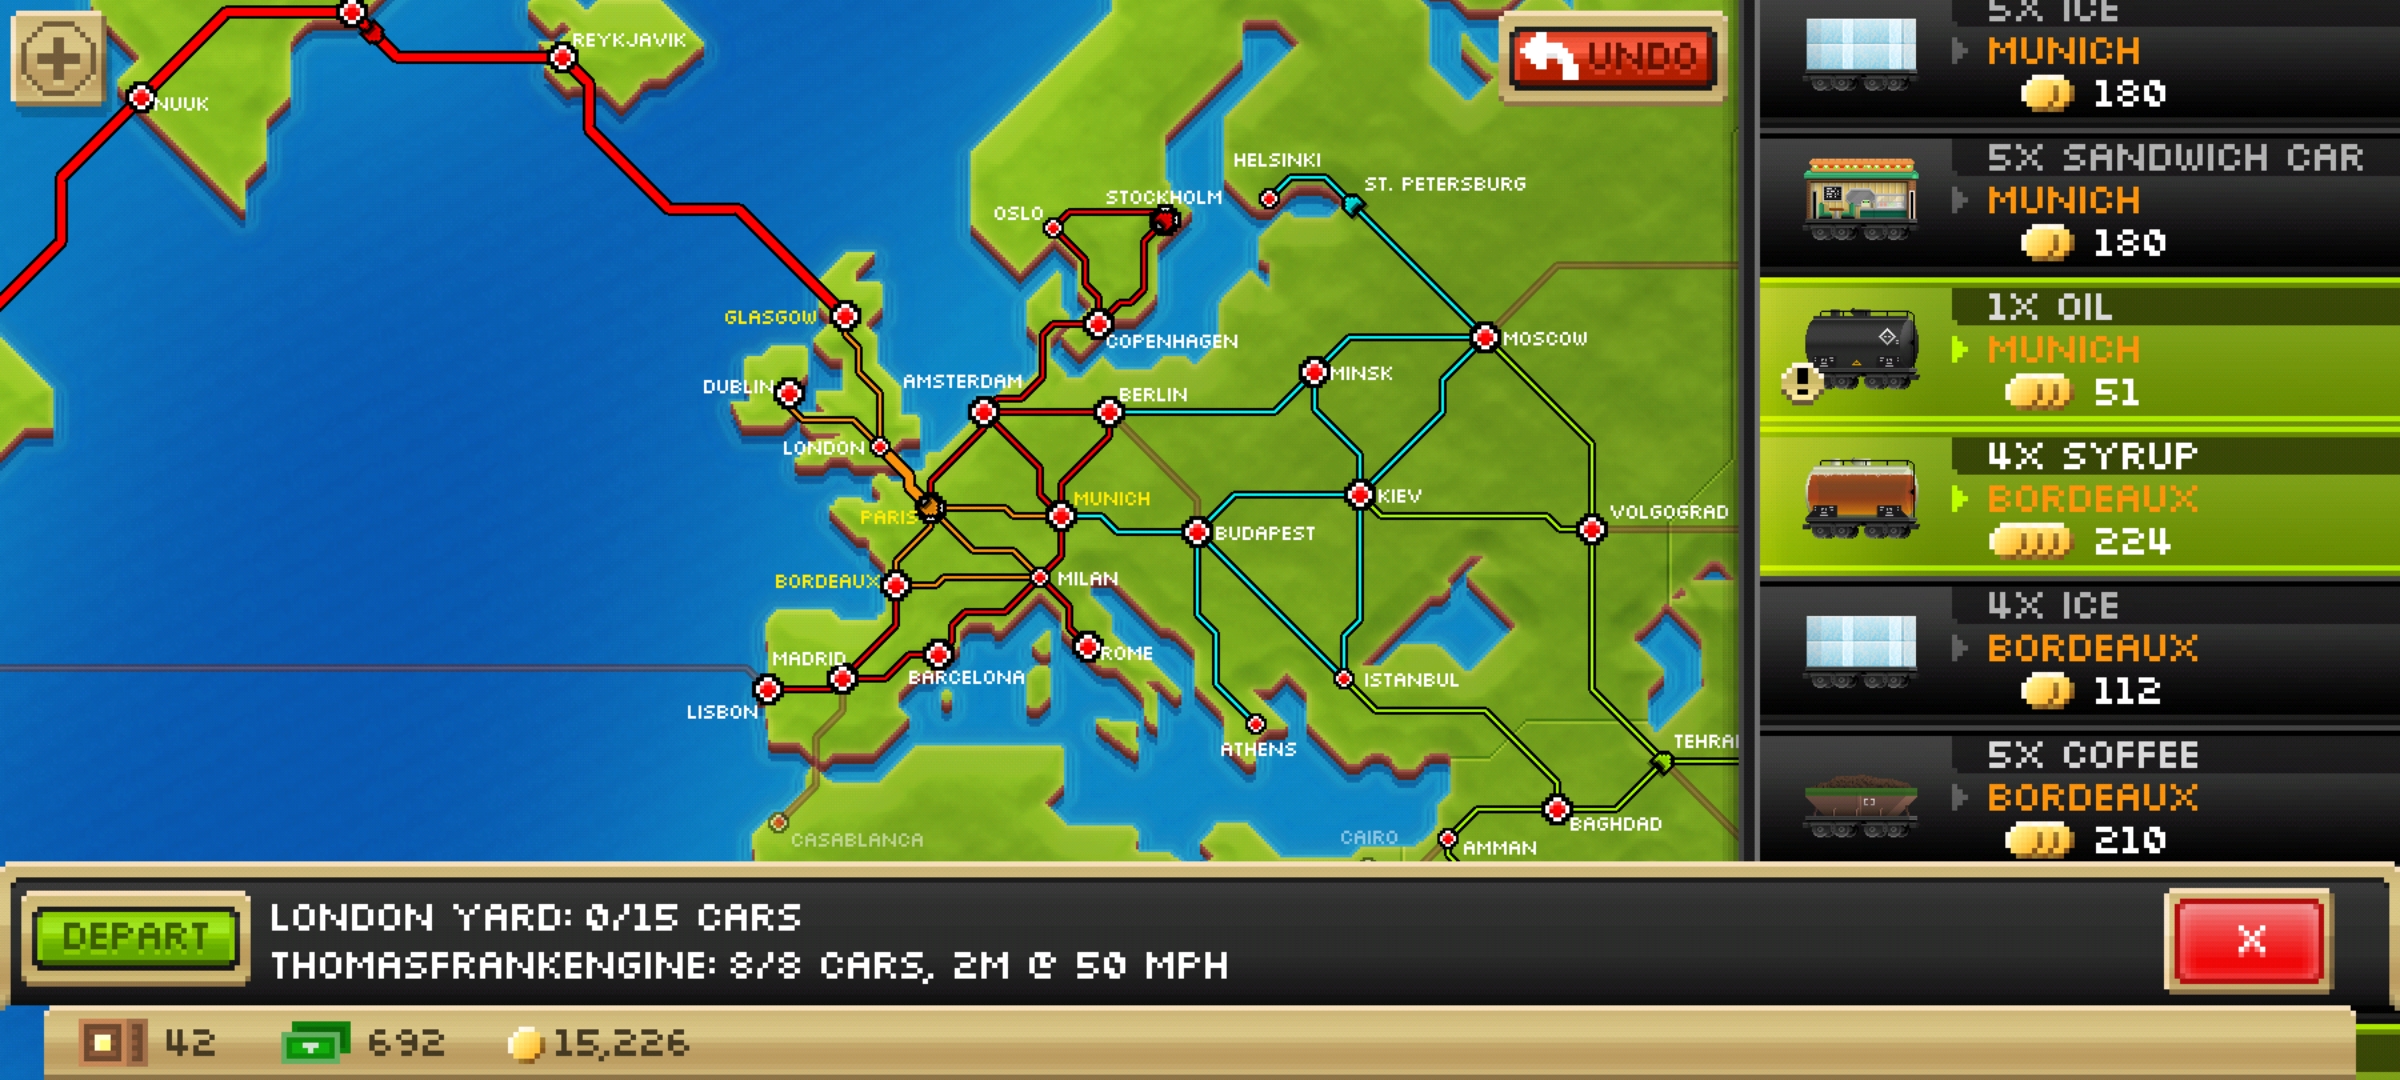 REYKJAVIK
NUUK
UNDO
HELSINKI
ST. PETERSBURG
STOCKHOLM
OSLO
GLASGOW
COPENHAGEN
MOSCOW
DUBLIN
AMSTERDAM
BERLIN
MINSK
LONDON
PARIS
MUNICH
KIEV
VOLGOGRAD
BUDAPEST
BORDEAUX
MILAN
MADRID
ROME
BARCELONA
ISTANBUL
LISBON
ATHENS
TEHRA
CASABLANCA
CAIRO
BAGHDAD
AMMAN
5X ICE
MUNICH
180
5X SANDWICH CAR
MUNICH
180
1X OIL
MUNICH
51
4X SYRUP
BORDEAUX
224
4X ICE
BORDEAUX
112
5X COFFEE
BORDEAUX
210
DEPART
LONDON YARD: 0/15 CARS
THOMASFRANKENGINE: 8/8 CARS, 2M @ 50 MPH
X
42
692
15,226